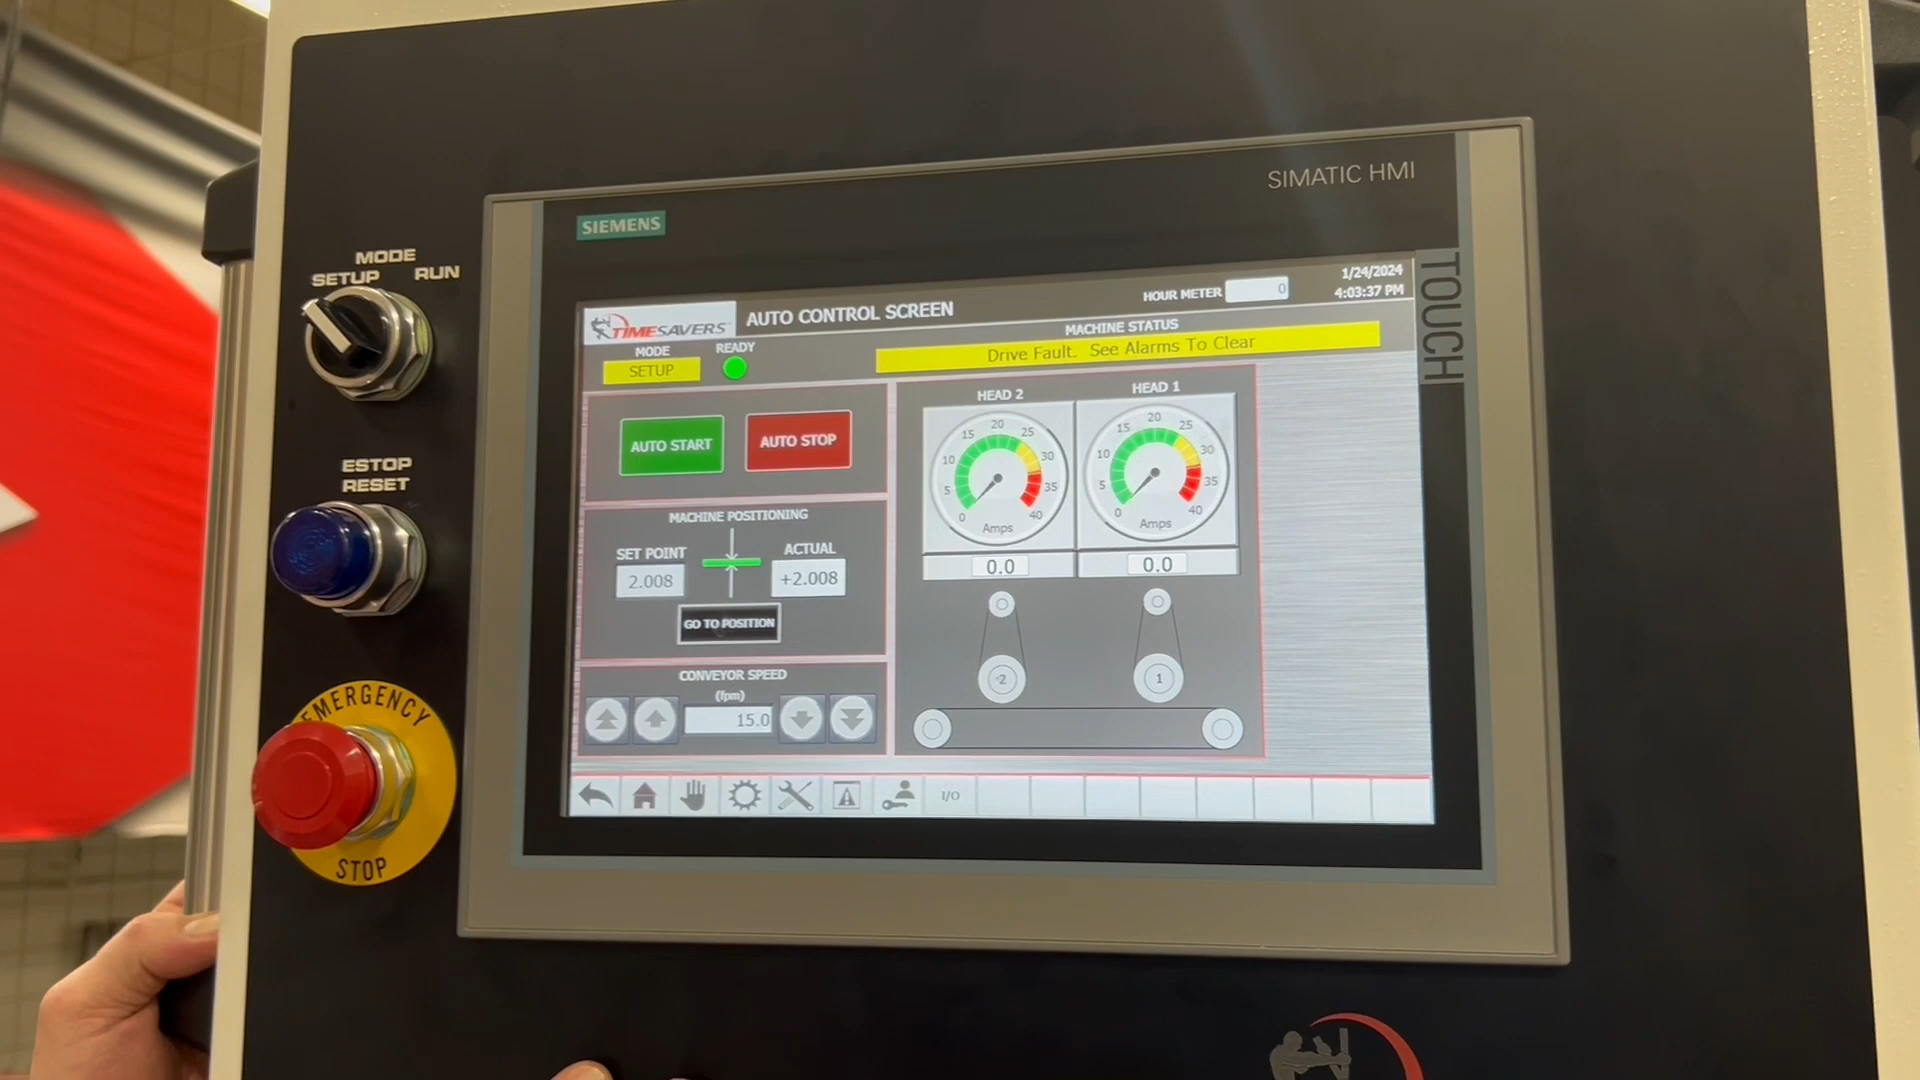 SIMATIC HMI
SIEMENS
TOUCH
MODE
SETUP RUN
ESTOP
RESET
EMERGENCY
STOP
TIMESAVERS
AUTO CONTROL SCREEN
HOUR METER 0
1/24/2024
4:03:37 PM
MODE
SETUP
READY
MACHINE STATUS
Drive Fault. See Alarms To Clear
AUTO START
AUTO STOP
MACHINE POSITIONING
SET POINT
2.008
ACTUAL
+2.008
GO TO POSITION
CONVEYOR SPEED
(fpm)
15.0
HEAD 2
0 5 10 15 20 25 30 35 40
Amps
0.0
HEAD 1
0 5 10 15 20 25 30 35 40
Amps
0.0
2
1
I/O